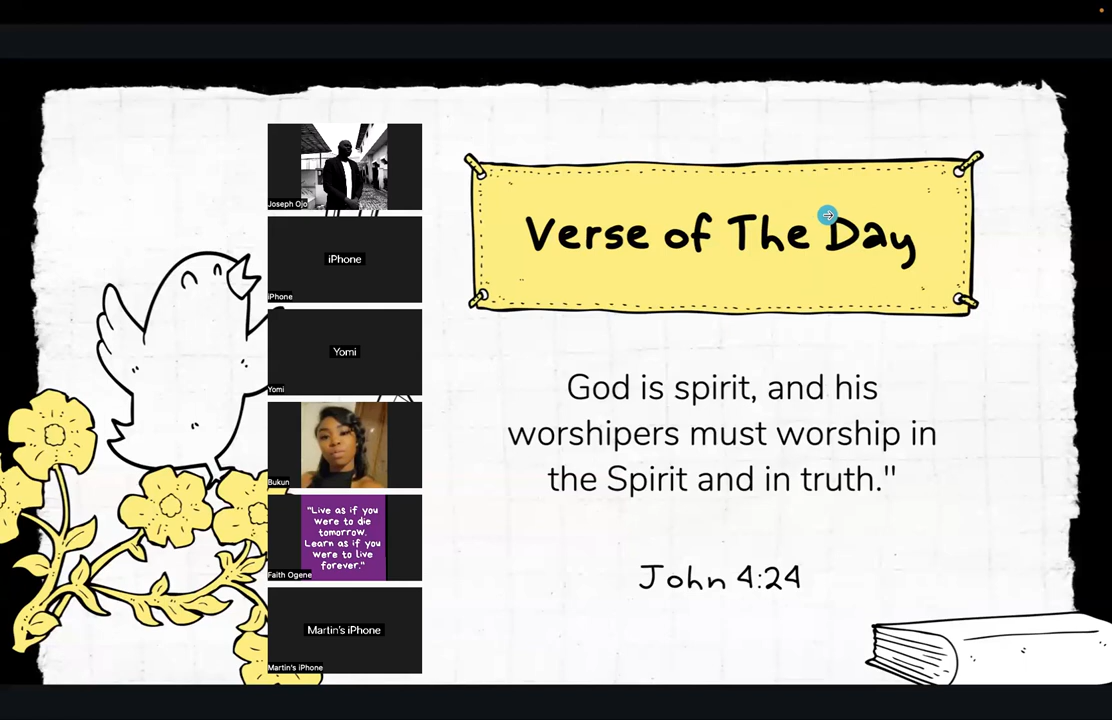 Joseph Ojo
iPhone
iPhone
Yomi
Yomi
Bukun
"Live as if you
were to die
tomorrow.
Learn as if you
were to live
forever."
Faith Ogene
Martin's iPhone
Martin's iPhone
Verse of The Day
God is spirit, and his
worshipers must worship in
the Spirit and in truth."
John 4:24